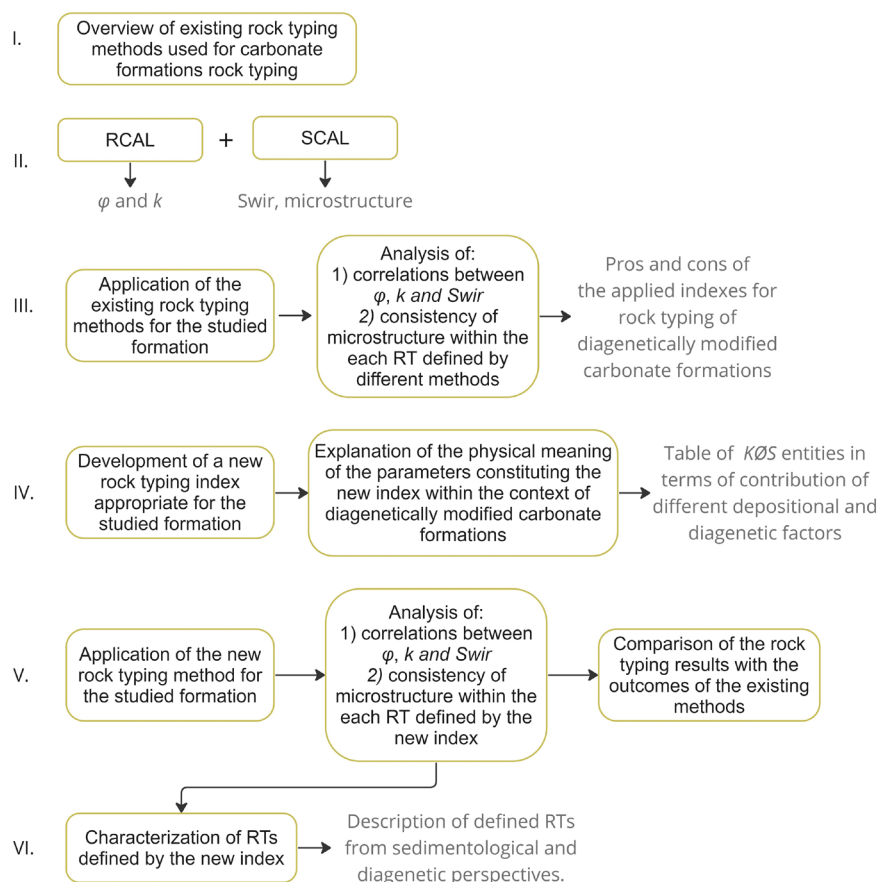 I.
Overview of existing rock typing
methods used for carbonate
formations rock typing
II.
RCAL
+
SCAL
φ and k
Swir, microstructure
III.
Application of the
existing rock typing
methods for the studied
formation
Analysis of:
1) correlations between
φ, k and Swir
2) consistency of
microstructure within the
each RT defined by
different methods
Pros and cons of
the applied indexes for
rock typing of
diagenetically modified
carbonate formations
IV.
Development of a new
rock typing index
appropriate for the
studied formation
Explanation of the physical meaning
of the parameters constituting the
new index within the context of
diagenetically modified carbonate
formations
Table of KØS entities in
terms of contribution of
different depositional and
diagenetic factors
V.
Application of the new
rock typing method for
the studied formation
Analysis of:
1) correlations between
φ, k and Swir
2) consistency of
microstructure within the
each RT defined by the
new index
Comparison of the rock
typing results with the
outcomes of the existing
methods
VI.
Characterization of RTs
defined by the new index
Description of defined RTs
from sedimentological and
diagenetic perspectives.